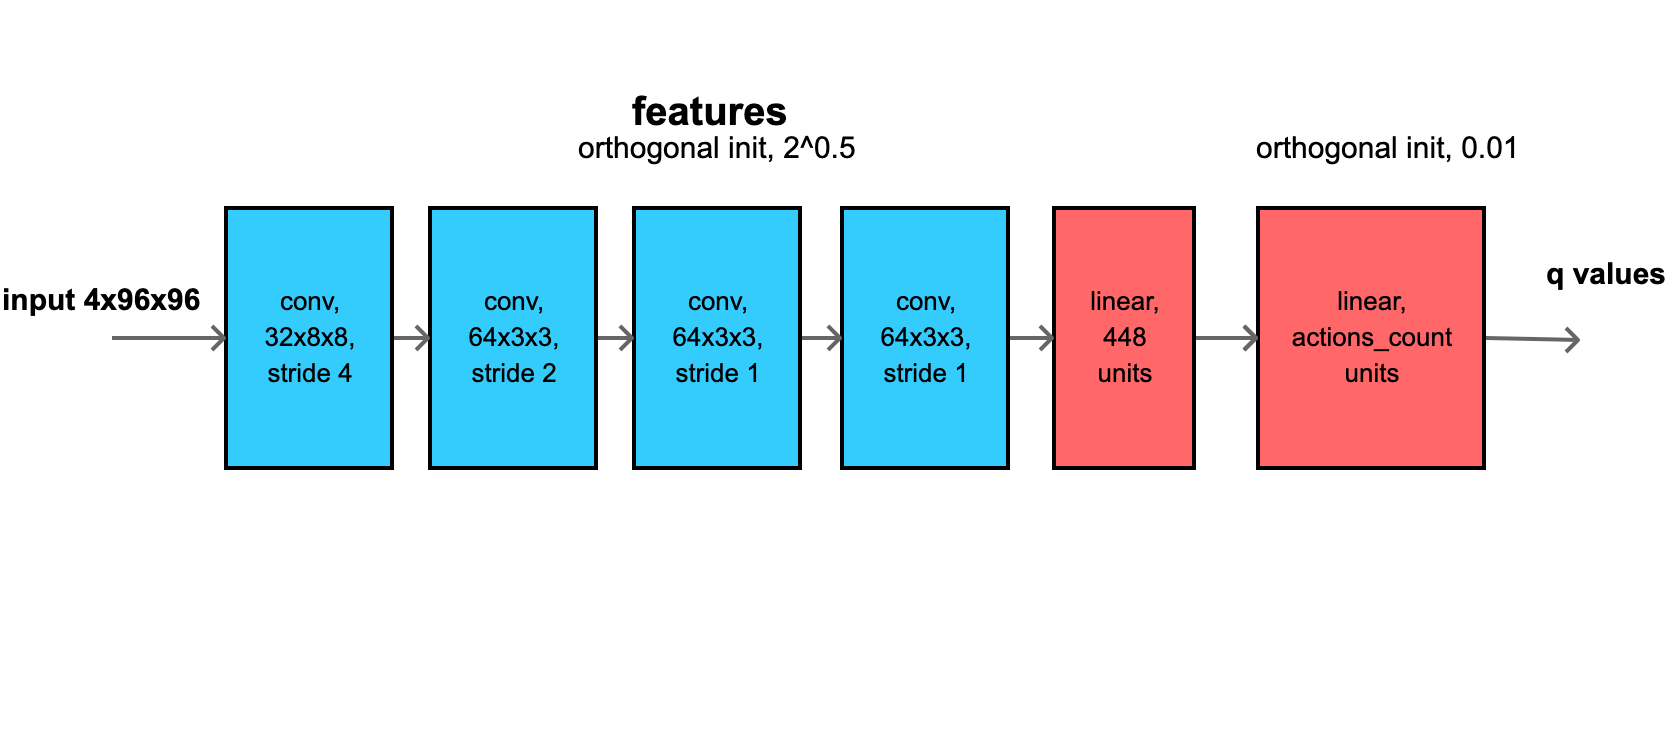 features
orthogonal init, 2^0.5
orthogonal init, 0.01
input 4x96x96
conv,
32x8x8,
stride 4
conv,
64x3x3,
stride 2
conv,
64x3x3,
stride 1
conv,
64x3x3,
stride 1
linear,
448
units
linear,
actions_count
units
q values